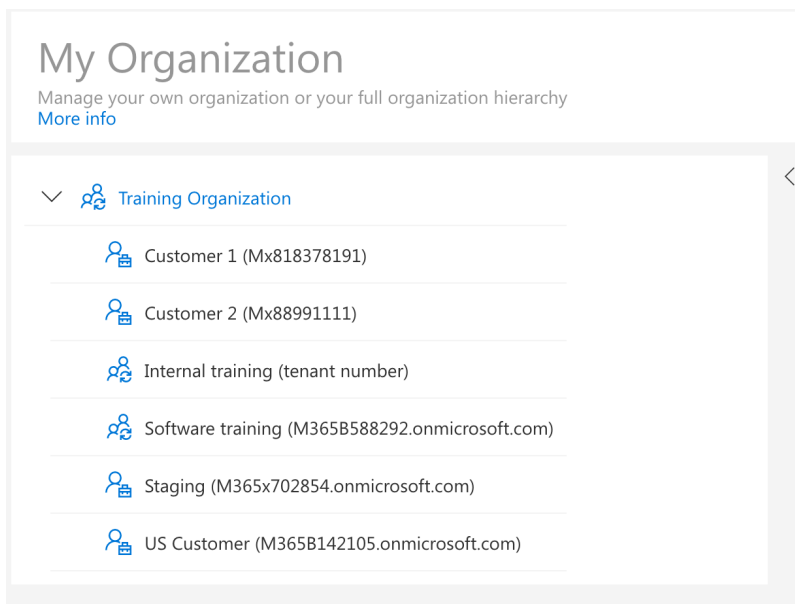 My Organization
Manage your own organization or your full organization hierarchy
More info
Training Organization
Customer 1 (Mx818378191)
Customer 2 (Mx88991111)
Internal training (tenant number)
Software training (M365B588292.onmicrosoft.com)
Staging (M365x702854.onmicrosoft.com)
US Customer (M365B142105.onmicrosoft.com)